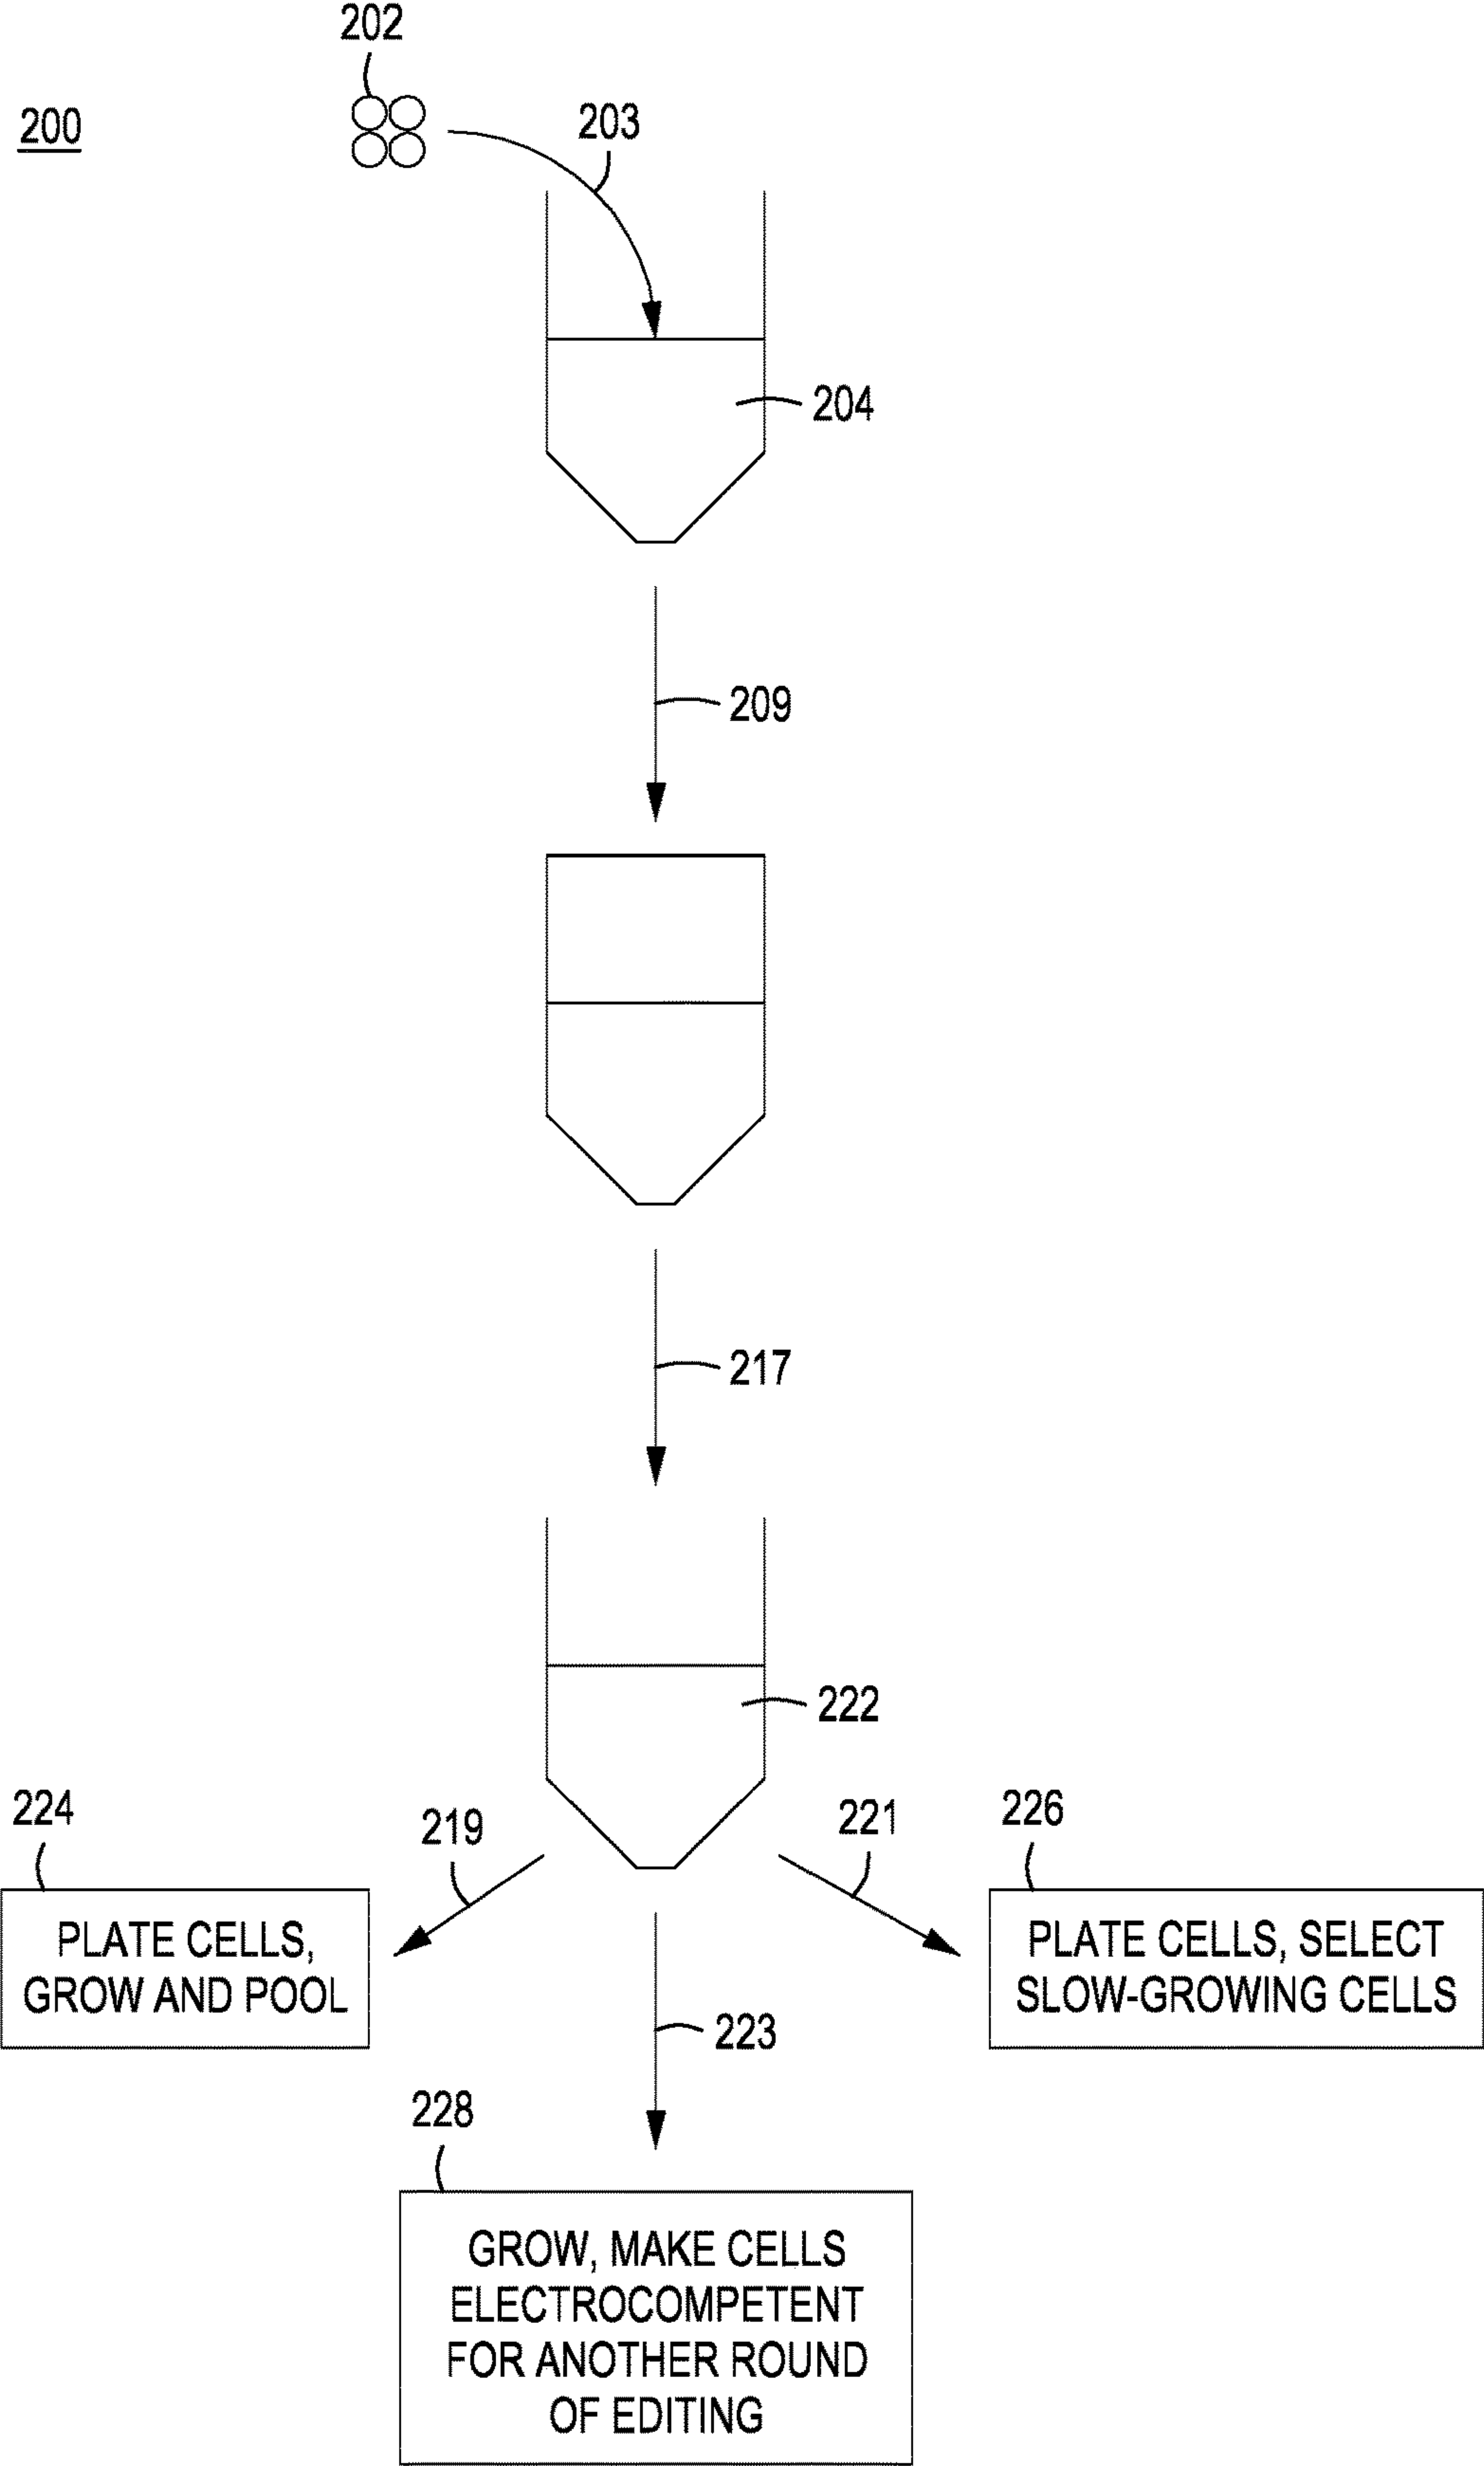 202
200
203
204
209
217
222
224
219
221
226
PLATE CELLS,
GROW AND POOL
PLATE CELLS, SELECT
SLOW-GROWING CELLS
223
228
GROW, MAKE CELLS
ELECTROCOMPETENT
FOR ANOTHER ROUND
OF EDITING